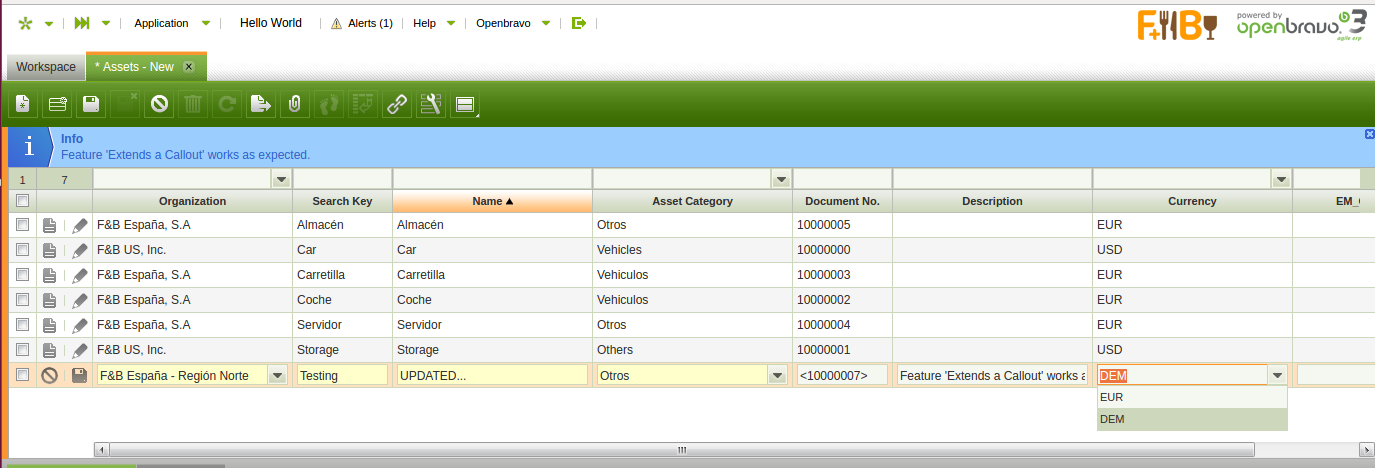 Application Hello World Alerts (1) Help Openbravo
F&B
powered by
openbravo 3
agile erp
Workspace * Assets - New x
Info
Feature 'Extends a Callout' works as expected.
1 7
Organization Search Key Name Asset Category Document No. Description Currency EM_
F&B España, S.A Almacén Almacén Otros 10000005 EUR
F&B US, Inc. Car Car Vehicles 10000000 USD
F&B España, S.A Carretilla Carretilla Vehiculos 10000003 EUR
F&B España, S.A Coche Coche Vehiculos 10000002 EUR
F&B España, S.A Servidor Servidor Otros 10000004 EUR
F&B US, Inc. Storage Storage Others 10000001 USD
F&B España - Región Norte Testing UPDATED... Otros <10000007> Feature 'Extends a Callout' works DEM
EUR
DEM